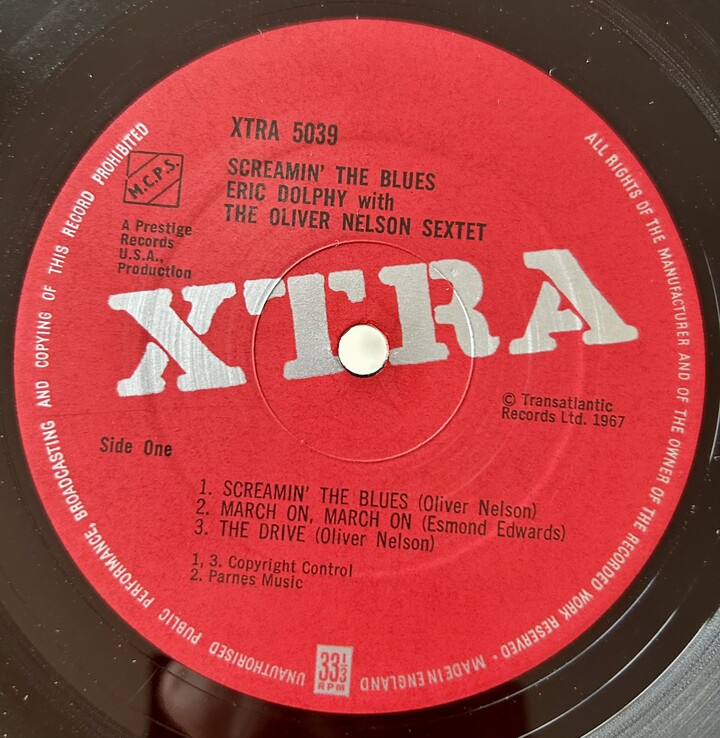 XTRA 5039
M.C.P.S.
SCREAMIN' THE BLUES
ERIC DOLPHY with
THE OLIVER NELSON SEXTET
A Prestige
Records
U.S.A.,
Production
XTRA
© Transatlantic
Records Ltd. 1967
Side One
1. SCREAMIN' THE BLUES (Oliver Nelson)
2. MARCH ON, MARCH ON (Esmond Edwards)
3. THE DRIVE (Oliver Nelson)
1, 3. Copyright Control
2. Parnes Music
33 1/3
RPM
ALL RIGHTS OF THE MANUFACTURER AND OF THE OWNER OF THE RECORDED WORK RESERVED • MADE IN ENGLAND
UNAUTHORISED PUBLIC PERFORMANCE, BROADCASTING AND COPYING OF THIS RECORD PROHIBITED